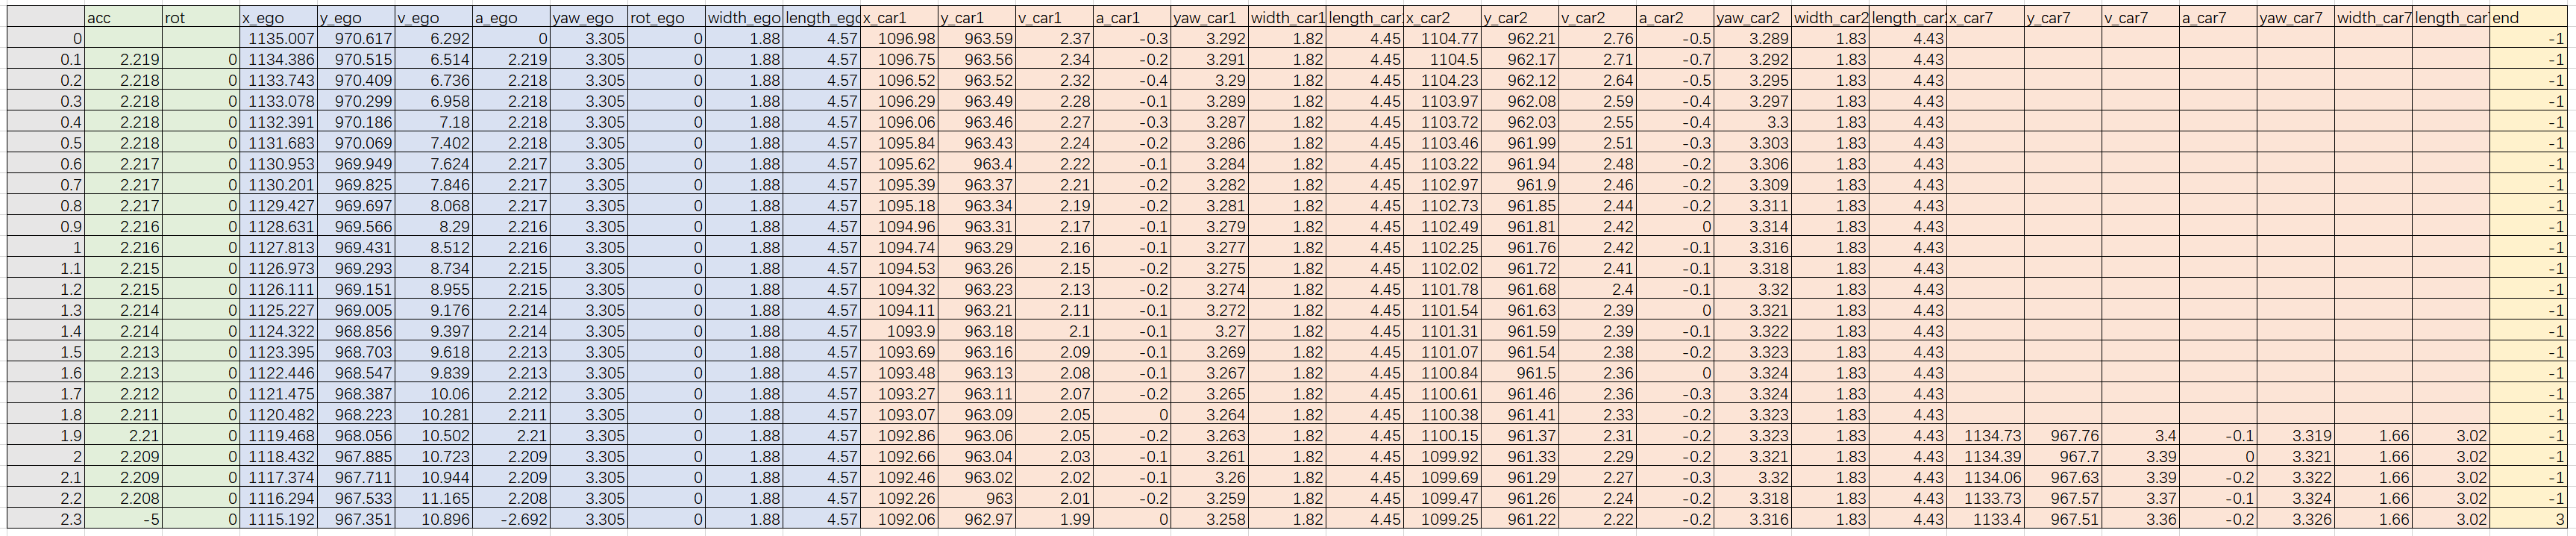 acc rot x_ego y_ego v_ego a_ego yaw_ego rot_ego width_ego length_ego x_car1 y_car1 v_car1 a_car1 yaw_car1 width_car1 length_car x_car2 y_car2 v_car2 a_car2 yaw_car2 width_car2 length_car x_car7 y_car7 v_car7 a_car7 yaw_car7 width_car7 length_car end
0 1135.007 970.617 6.292 0 3.305 0 1.88 4.57 1096.98 963.59 2.37 -0.3 3.292 1.82 4.45 1104.77 962.21 2.76 -0.5 3.289 1.83 4.43 -1
0.1 2.219 0 1134.386 970.515 6.514 2.219 3.305 0 1.88 4.57 1096.75 963.56 2.34 -0.2 3.291 1.82 4.45 1104.5 962.17 2.71 -0.7 3.292 1.83 4.43 -1
0.2 2.218 0 1133.743 970.409 6.736 2.218 3.305 0 1.88 4.57 1096.52 963.52 2.32 -0.4 3.29 1.82 4.45 1104.23 962.12 2.64 -0.5 3.295 1.83 4.43 -1
0.3 2.218 0 1133.078 970.299 6.958 2.218 3.305 0 1.88 4.57 1096.29 963.49 2.28 -0.1 3.289 1.82 4.45 1103.97 962.08 2.59 -0.4 3.297 1.83 4.43 -1
0.4 2.218 0 1132.391 970.186 7.18 2.218 3.305 0 1.88 4.57 1096.06 963.46 2.27 -0.3 3.287 1.82 4.45 1103.72 962.03 2.55 -0.4 3.3 1.83 4.43 -1
0.5 2.218 0 1131.683 970.069 7.402 2.218 3.305 0 1.88 4.57 1095.84 963.43 2.24 -0.2 3.286 1.82 4.45 1103.46 961.99 2.51 -0.3 3.303 1.83 4.43 -1
0.6 2.217 0 1130.953 969.949 7.624 2.217 3.305 0 1.88 4.57 1095.62 963.4 2.22 -0.1 3.284 1.82 4.45 1103.22 961.94 2.48 -0.2 3.306 1.83 4.43 -1
0.7 2.217 0 1130.201 969.825 7.846 2.217 3.305 0 1.88 4.57 1095.39 963.37 2.21 -0.2 3.282 1.82 4.45 1102.97 961.9 2.46 -0.2 3.309 1.83 4.43 -1
0.8 2.217 0 1129.427 969.697 8.068 2.217 3.305 0 1.88 4.57 1095.18 963.34 2.19 -0.2 3.281 1.82 4.45 1102.73 961.85 2.44 -0.2 3.311 1.83 4.43 -1
0.9 2.216 0 1128.631 969.566 8.29 2.216 3.305 0 1.88 4.57 1094.96 963.31 2.17 -0.1 3.279 1.82 4.45 1102.49 961.81 2.42 0 3.314 1.83 4.43 -1
1 2.216 0 1127.813 969.431 8.512 2.216 3.305 0 1.88 4.57 1094.74 963.29 2.16 -0.1 3.277 1.82 4.45 1102.25 961.76 2.42 -0.1 3.316 1.83 4.43 -1
1.1 2.215 0 1126.973 969.293 8.734 2.215 3.305 0 1.88 4.57 1094.53 963.26 2.15 -0.2 3.275 1.82 4.45 1102.02 961.72 2.41 -0.1 3.318 1.83 4.43 -1
1.2 2.215 0 1126.111 969.151 8.955 2.215 3.305 0 1.88 4.57 1094.32 963.23 2.13 -0.2 3.274 1.82 4.45 1101.78 961.68 2.4 -0.1 3.32 1.83 4.43 -1
1.3 2.214 0 1125.227 969.005 9.176 2.214 3.305 0 1.88 4.57 1094.11 963.21 2.11 -0.1 3.272 1.82 4.45 1101.54 961.63 2.39 0 3.321 1.83 4.43 -1
1.4 2.214 0 1124.322 968.856 9.397 2.214 3.305 0 1.88 4.57 1093.9 963.18 2.1 -0.1 3.27 1.82 4.45 1101.31 961.59 2.39 -0.1 3.322 1.83 4.43 -1
1.5 2.213 0 1123.395 968.703 9.618 2.213 3.305 0 1.88 4.57 1093.69 963.16 2.09 -0.1 3.269 1.82 4.45 1101.07 961.54 2.38 -0.2 3.323 1.83 4.43 -1
1.6 2.213 0 1122.446 968.547 9.839 2.213 3.305 0 1.88 4.57 1093.48 963.13 2.08 -0.1 3.267 1.82 4.45 1100.84 961.5 2.36 0 3.324 1.83 4.43 -1
1.7 2.212 0 1121.475 968.387 10.06 2.212 3.305 0 1.88 4.57 1093.27 963.11 2.07 -0.2 3.265 1.82 4.45 1100.61 961.46 2.36 -0.3 3.324 1.83 4.43 -1
1.8 2.211 0 1120.482 968.223 10.281 2.211 3.305 0 1.88 4.57 1093.07 963.09 2.05 0 3.264 1.82 4.45 1100.38 961.41 2.33 -0.2 3.323 1.83 4.43 -1
1.9 2.21 0 1119.468 968.056 10.502 2.21 3.305 0 1.88 4.57 1092.86 963.06 2.05 -0.2 3.263 1.82 4.45 1100.15 961.37 2.31 -0.2 3.323 1.83 4.43 1134.73 967.76 3.4 -0.1 3.319 1.66 3.02 -1
2 2.209 0 1118.432 967.885 10.723 2.209 3.305 0 1.88 4.57 1092.66 963.04 2.03 -0.1 3.261 1.82 4.45 1099.92 961.33 2.29 -0.2 3.321 1.83 4.43 1134.39 967.7 3.39 0 3.321 1.66 3.02 -1
2.1 2.209 0 1117.374 967.711 10.944 2.209 3.305 0 1.88 4.57 1092.46 963.02 2.02 -0.1 3.26 1.82 4.45 1099.69 961.29 2.27 -0.3 3.32 1.83 4.43 1134.06 967.63 3.39 -0.2 3.322 1.66 3.02 -1
2.2 2.208 0 1116.294 967.533 11.165 2.208 3.305 0 1.88 4.57 1092.26 963 2.01 -0.2 3.259 1.82 4.45 1099.47 961.26 2.24 -0.2 3.318 1.83 4.43 1133.73 967.57 3.37 -0.1 3.324 1.66 3.02 -1
2.3 -5 0 1115.192 967.351 10.896 -2.692 3.305 0 1.88 4.57 1092.06 962.97 1.99 0 3.258 1.82 4.45 1099.25 961.22 2.22 -0.2 3.316 1.83 4.43 1133.4 967.51 3.36 -0.2 3.326 1.66 3.02 3